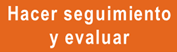 Hacer seguimiento
y evaluar